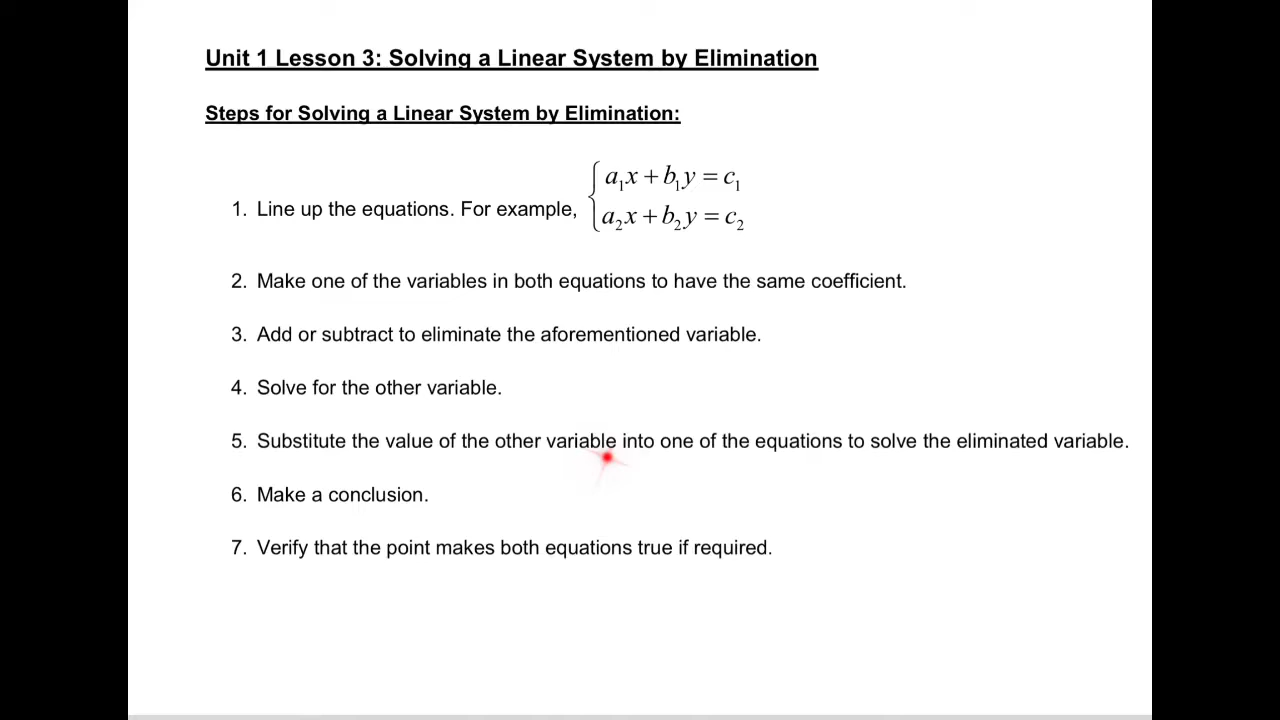 Unit 1 Lesson 3: Solving a Linear System by Elimination
Steps for Solving a Linear System by Elimination:
1. Line up the equations. For example, { a₁x + b₁y = c₁
a₂x + b₂y = c₂
2. Make one of the variables in both equations to have the same coefficient.
3. Add or subtract to eliminate the aforementioned variable.
4. Solve for the other variable.
5. Substitute the value of the other variable into one of the equations to solve the eliminated variable.
6. Make a conclusion.
7. Verify that the point makes both equations true if required.